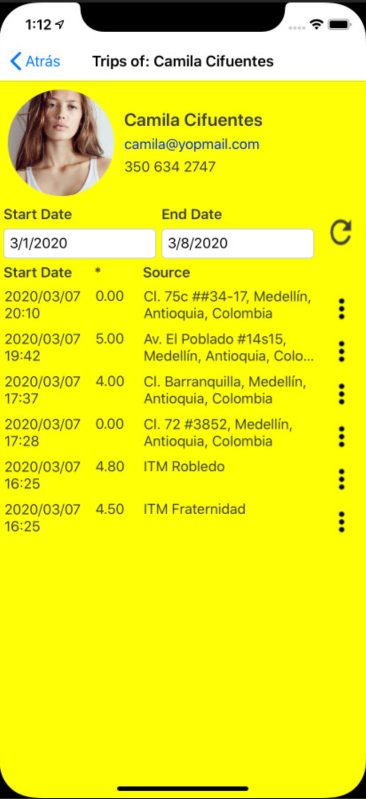 1:12
Atrás
Trips of: Camila Cifuentes
Camila Cifuentes
camila@yopmail.com
350 634 2747
Start Date End Date
3/1/2020 3/8/2020
Start Date * Source
2020/03/07 0.00 Cl. 75c ##34-17, Medellín,
20:10 Antioquia, Colombia
2020/03/07 5.00 Av. El Poblado #14s15,
19:42 Medellín, Antioquia, Colo...
2020/03/07 4.00 Cl. Barranquilla, Medellín,
17:37 Antioquia, Colombia
2020/03/07 0.00 Cl. 72 #3852, Medellín,
17:28 Antioquia, Colombia
2020/03/07 4.80 ITM Robledo
16:25
2020/03/07 4.50 ITM Fraternidad
16:25